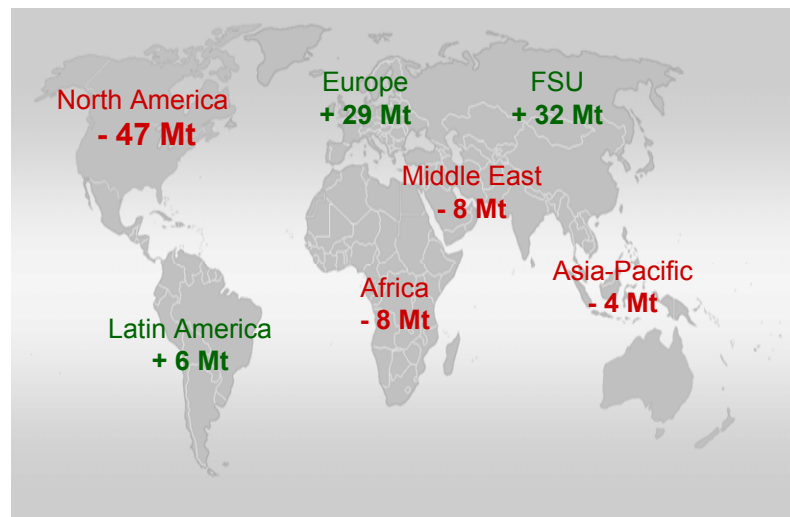 North America
- 47 Mt
Europe
+ 29 Mt
FSU
+ 32 Mt
Middle East
- 8 Mt
Africa
- 8 Mt
Asia-Pacific
- 4 Mt
Latin America
+ 6 Mt